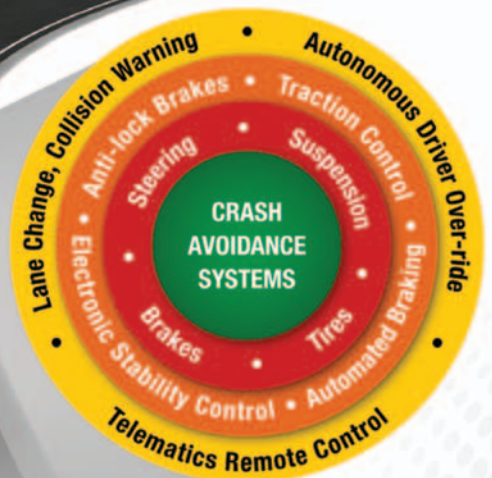 Lane Change, Collision Warning
Autonomous Driver Over-ride
Telematics Remote Control
Anti-lock Brakes
Traction Control
Automated Braking
Electronic Stability Control
Steering
Suspension
Tires
Brakes
CRASH
AVOIDANCE
SYSTEMS